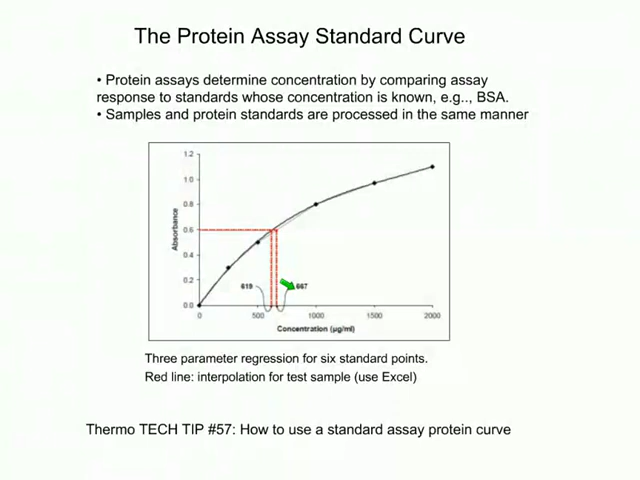 The Protein Assay Standard Curve
• Protein assays determine concentration by comparing assay
response to standards whose concentration is known, e.g.., BSA.
• Samples and protein standards are processed in the same manner
1.2
1.0
0.8
0.6
0.4
0.2
0.0
Absorbance
619
667
0
500
1000
1500
2000
Concentration (µg/ml)
Three parameter regression for six standard points.
Red line: interpolation for test sample (use Excel)
Thermo TECH TIP #57: How to use a standard assay protein curve